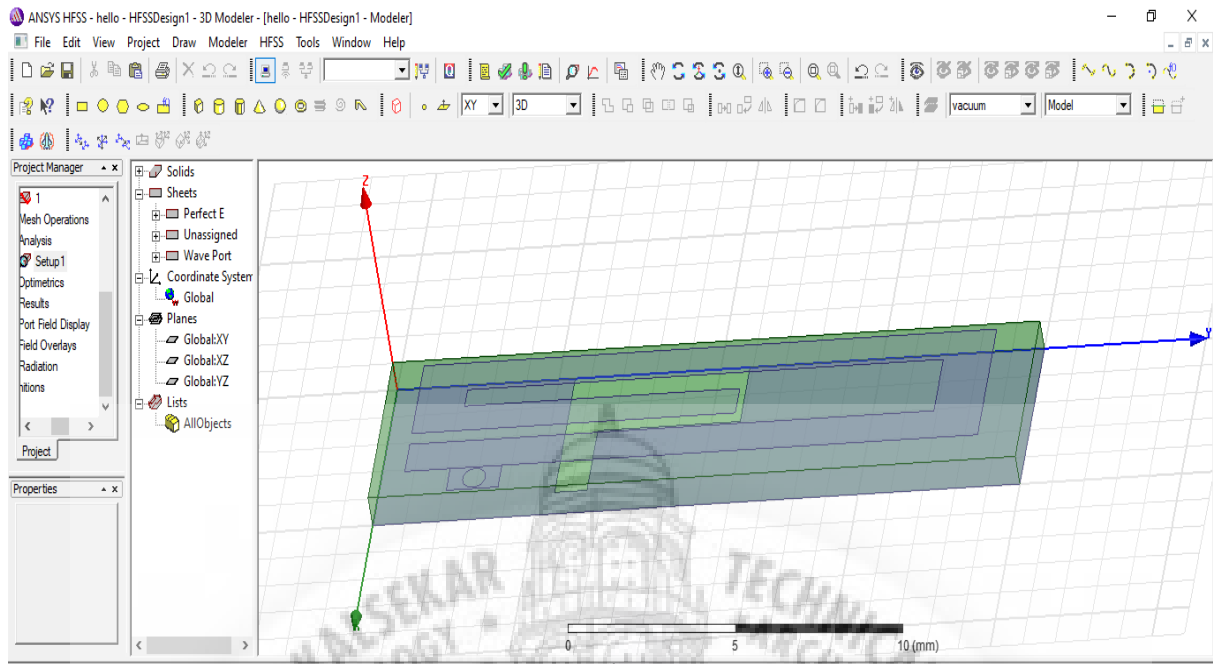 ANSYS HFSS - hello - HFSSDesign1 - 3D Modeler - [hello - HFSSDesign1 - Modeler]
File Edit View Project Draw Modeler HFSS Tools Window Help
XY 3D vacuum Model
Project Manager
1
Mesh Operations
Analysis
Setup1
Optimetrics
Results
Port Field Display
Field Overlays
Radiation
nitions
Project
Properties
Solids
Sheets
Perfect E
Unassigned
Wave Port
Coordinate System
Global
Planes
Global:XY
Global:XZ
Global:YZ
Lists
AllObjects
Z
Y
0 5 10 (mm)